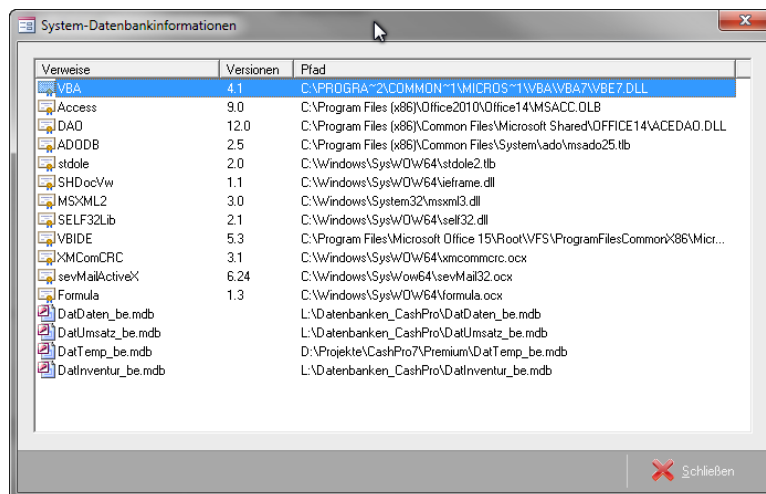 System-Datenbankinformationen
Verweise Versionen Pfad
VBA 4.1 C:\PROGRA~2\COMMON~1\MICROS~1\VBA\VBA7\VBE7.DLL
Access 9.0 C:\Program Files (x86)\Office2010\Office14\MSACC.OLB
DAO 12.0 C:\Program Files (x86)\Common Files\Microsoft Shared\OFFICE14\ACEDAO.DLL
ADODB 2.5 C:\Program Files (x86)\Common Files\System\ado\msado25.tlb
stdole 2.0 C:\Windows\SysWOW64\stdole2.tlb
SHDocVw 1.1 C:\Windows\SysWOW64\ieframe.dll
MSXML2 3.0 C:\Windows\System32\msxml3.dll
SELF32Lib 2.1 C:\Windows\SysWOW64\self32.dll
VBIDE 5.3 C:\Program Files\Microsoft Office 15\Root\VFS\ProgramFilesCommonX86\Micr...
XMComCRC 3.1 C:\Windows\SysWOW64\xmcommcrc.ocx
sevMailActiveX 6.24 C:\Windows\SysWow64\sevMail32.ocx
Formula 1.3 C:\Windows\SysWOW64\formula.ocx
DatDaten_be.mdb L:\Datenbanken_CashPro\DatDaten_be.mdb
DatUmsatz_be.mdb L:\Datenbanken_CashPro\DatUmsatz_be.mdb
DatTemp_be.mdb D:\Projekte\CashPro7\Premium\DatTemp_be.mdb
DatInventur_be.mdb L:\Datenbanken_CashPro\DatInventur_be.mdb
Schließen